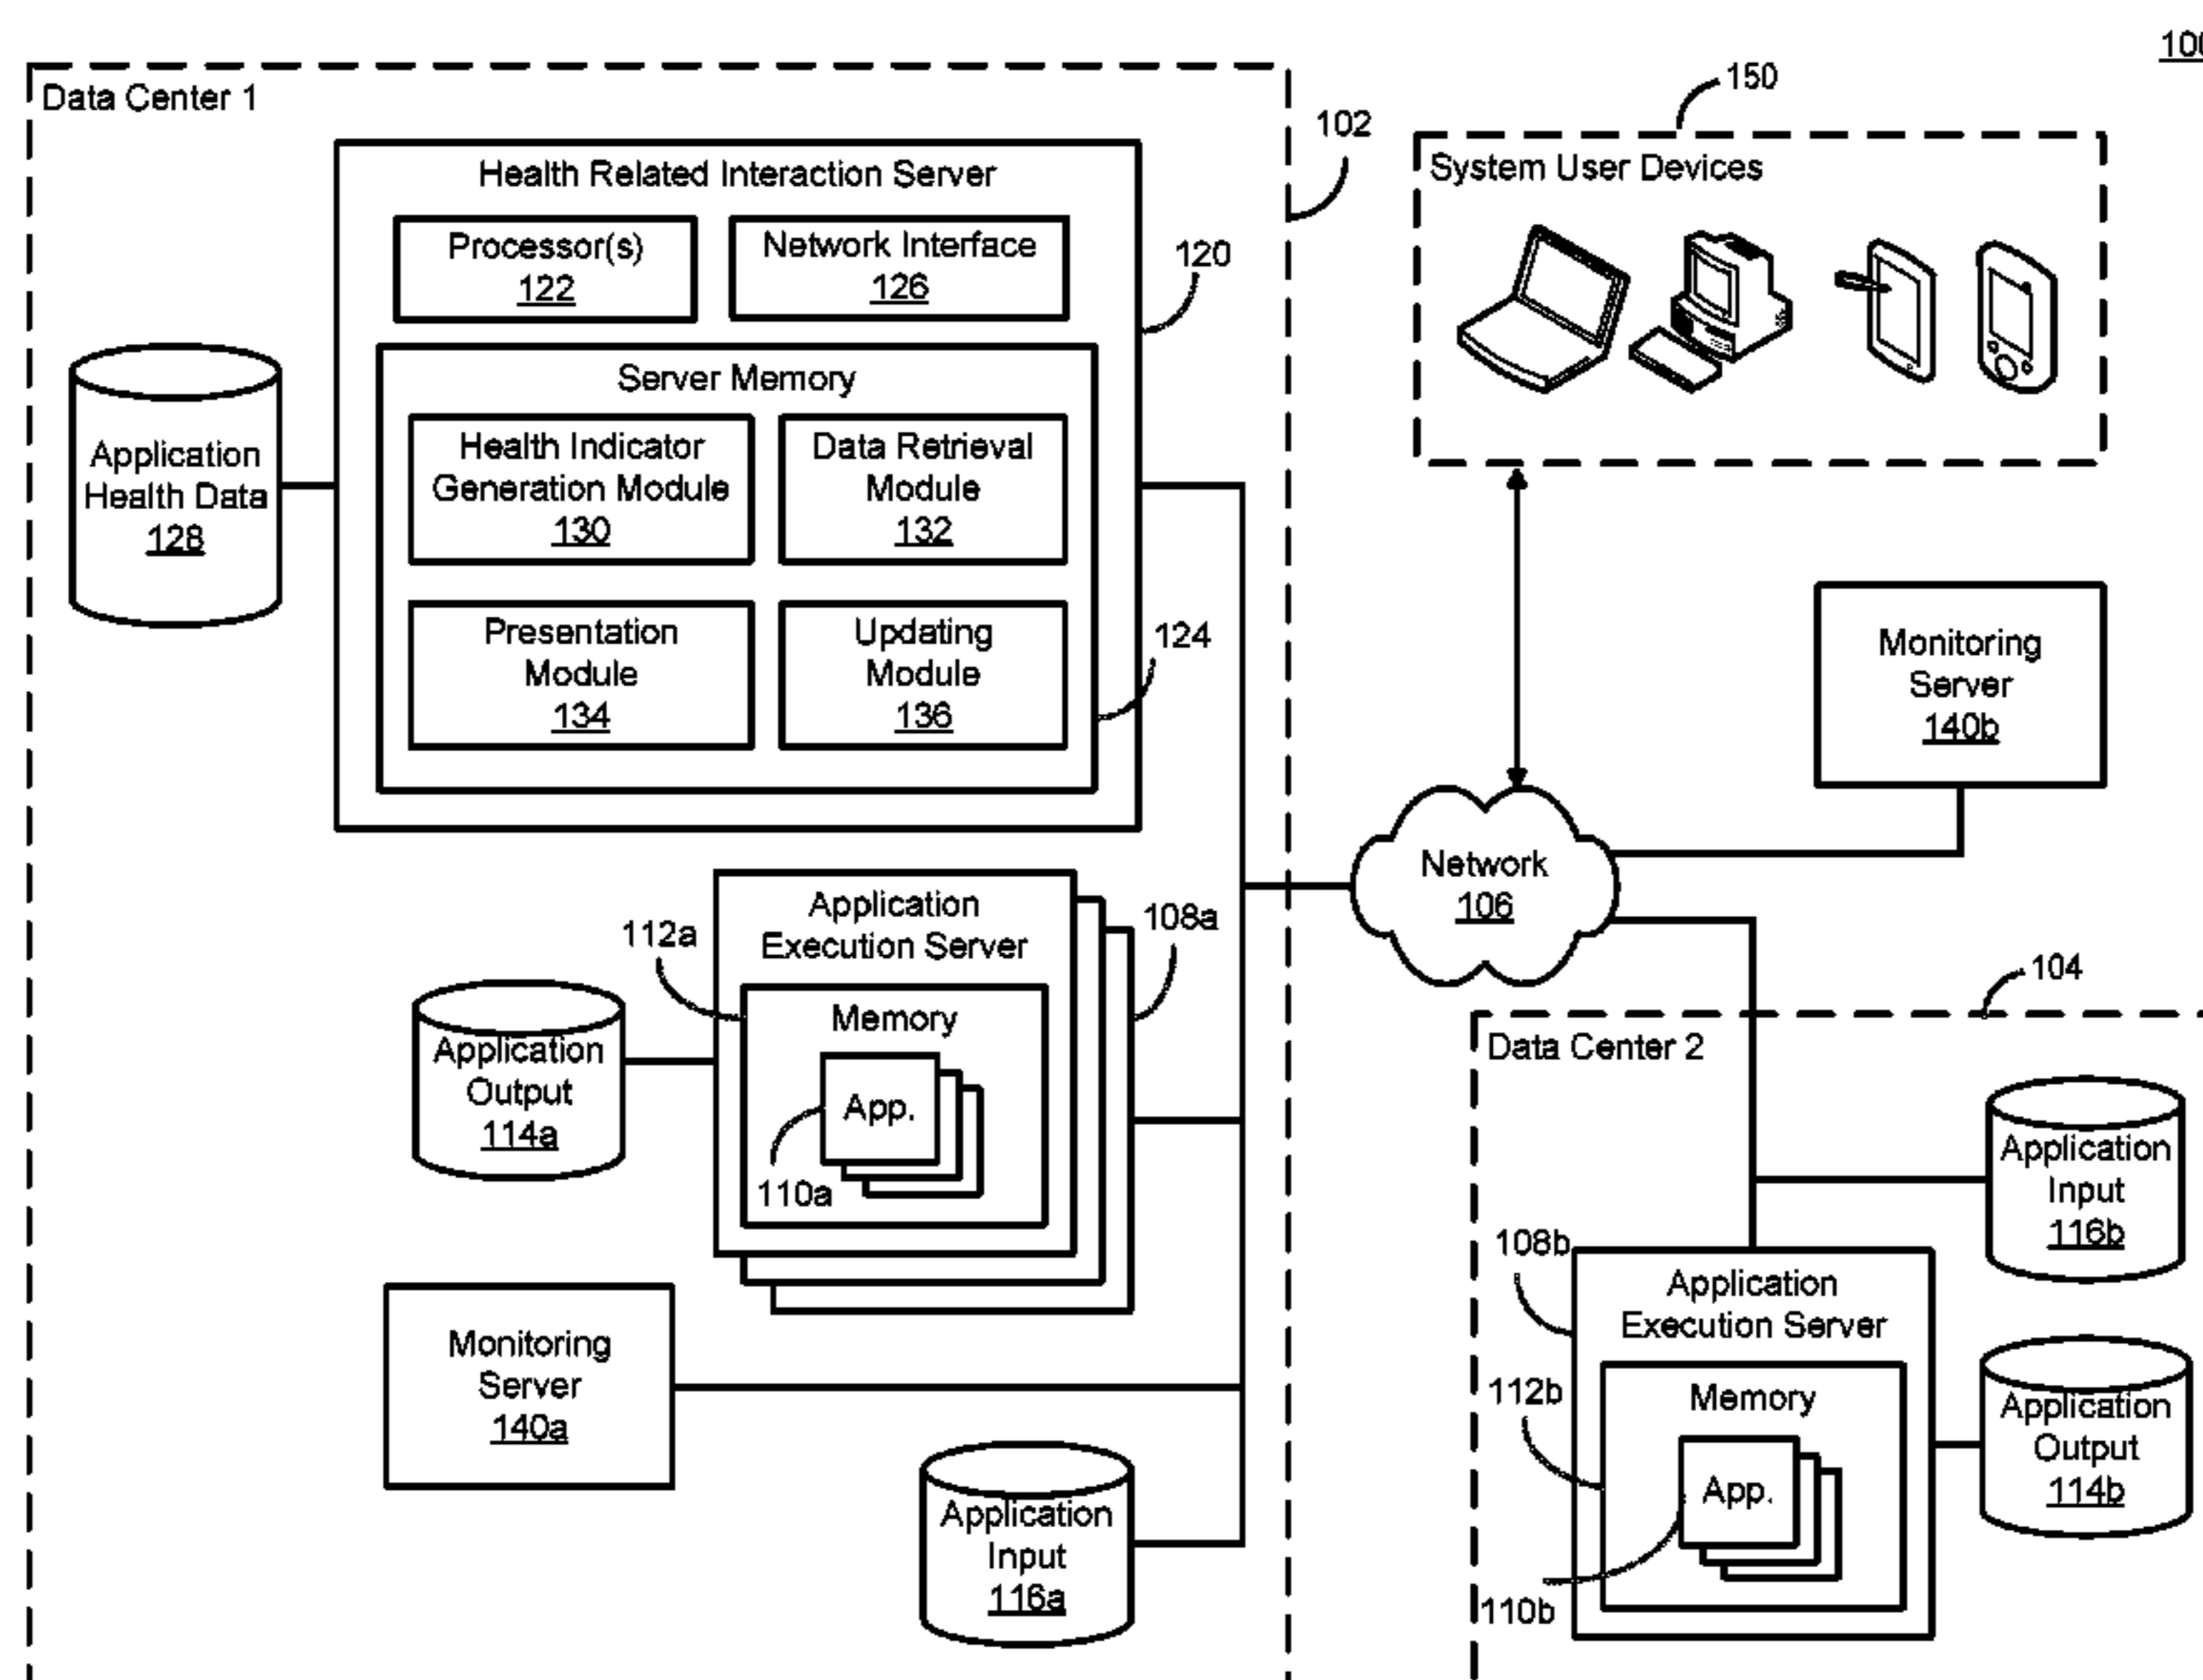 100
Data Center 1
150
102
System User Devices
Health Related Interaction Server
Processor(s)
122
Network Interface
126
120
Server Memory
Application
Health Data
128
Health Indicator
Generation Module
130
Data Retrieval
Module
132
Presentation
Module
134
Updating
Module
136
124
Monitoring
Server
140b
Network
106
Application
Execution Server
108a
112a
Memory
App.
110a
Application
Output
114a
104
Data Center 2
Application
Input
116b
108b
Application
Execution Server
112b
Memory
App.
110b
Application
Output
114b
Monitoring
Server
140a
Application
Input
116a